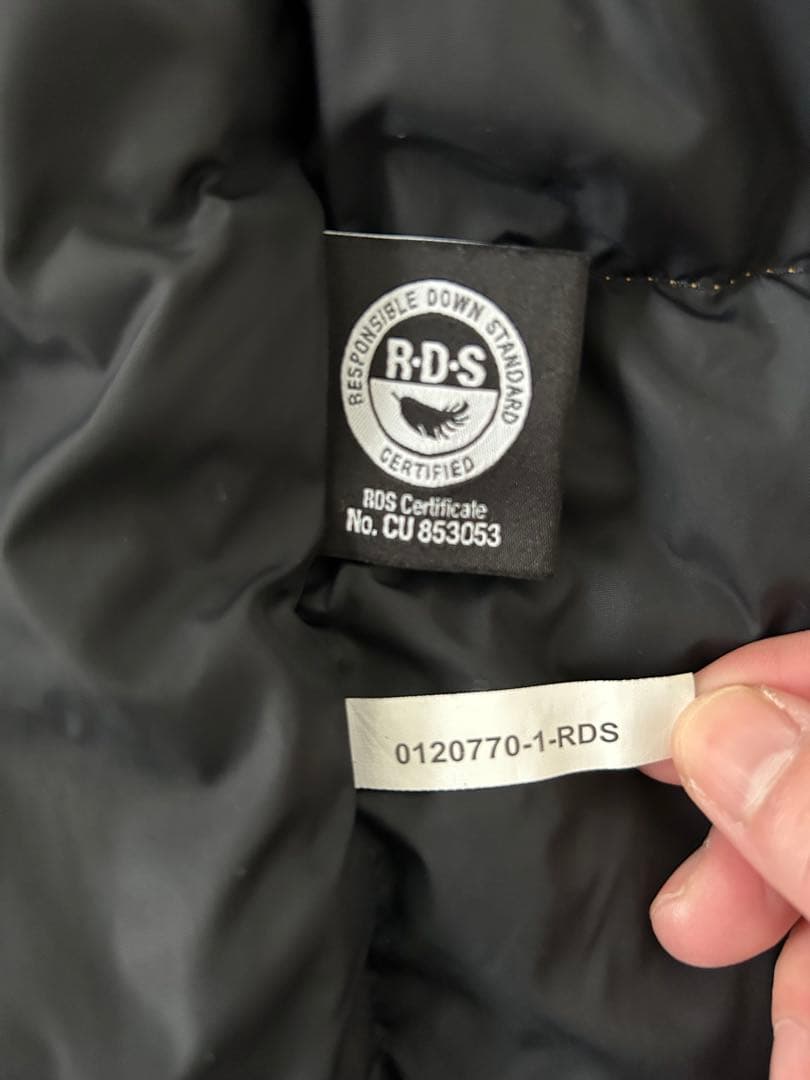 RESPONSIBLE DOWN STANDARD
R·D·S
CERTIFIED
RDS Certificate
No. CU 853053
0120770-1-RDS